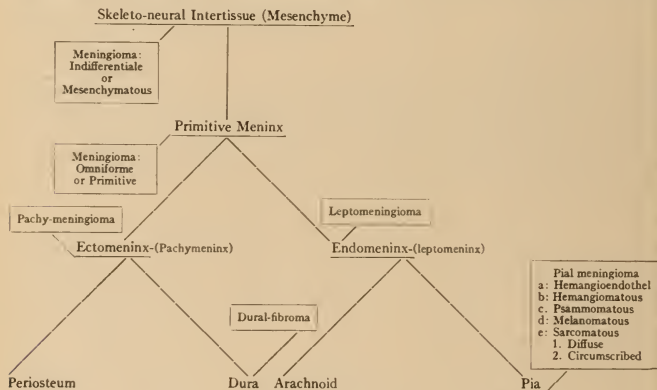 Skeleto-neural Intertissue (Mesenchyme)
Meningioma:
Indifferentiale
or
Mesenchymatous
Primitive Meninx
Meningioma:
Omniforme
or Primitive
Pachy-meningioma
Leptomeningioma
Ectomeninx-(Pachymeninx)
Endomeninx-(leptomeninx)
Dural-fibroma
Pial meningioma
a: Hemangioendothel
b: Hemangiomatous
c. Psammomatous
d: Melanomatous
e: Sarcomatous
1. Diffuse
2. Circumscribed
Periosteum
Dura
Arachnoid
Pia